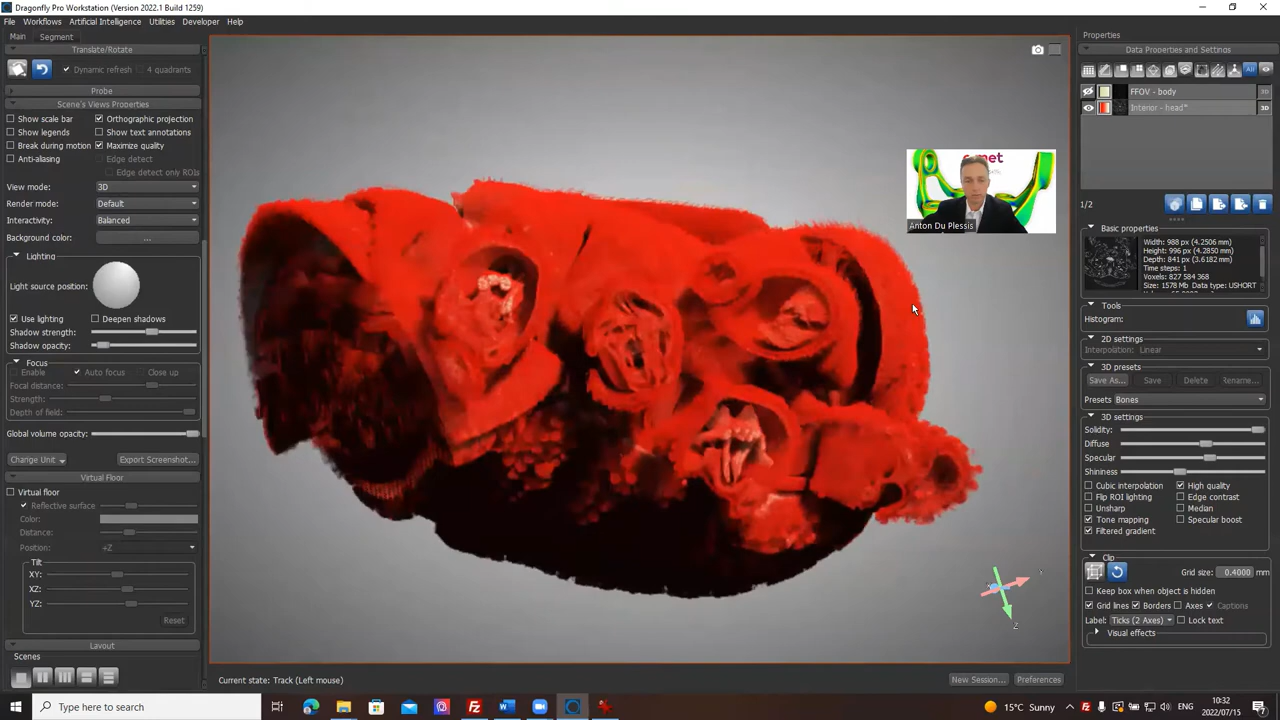 Dragonfly Pro Workstation (Version 2022.1 Build 1259)
File Workflows Artificial Intelligence Utilities Developer Help
Main Segment
Translate/Rotate
Dynamic refresh 4 quadrants
Probe
Scene's Views Properties
Show scale bar Orthographic projection
Show legends Show text annotations
Break during motion Maximize quality
Anti-aliasing Edge detect
Edge detect only ROIs
View mode: 3D
Render mode: Default
Interactivity: Balanced
Background color: ...
Lighting
Light source position:
Use lighting Deepen shadows
Shadow strength:
Shadow opacity:
Focus
Enable Auto focus Close up
Focal distance:
Strength:
Depth of field:
Global volume opacity:
Change Unit Export Screenshot...
Virtual Floor
Virtual floor
Reflective surface
Color:
Distance:
Position: +Z
Tilt
XY:
XZ:
YZ:
Reset
Layout
Scenes
met
Anton Du Plessis
Y
Z
Current state: Track (Left mouse)
New Session... Preferences
Properties
Data Properties and Settings
All
FFOV - body 3D
Interior - head* 3D
1/2
Basic properties
Width: 988 px (4.2506 mm)
Height: 996 px (4.2850 mm)
Depth: 841 px (3.6182 mm)
Time steps: 1
Voxels: 827 584 368
Size: 1578 Mb Data type: USHORT
Tools
Histogram:
2D settings
Interpolation: Linear
3D presets
Save As... Save Delete Rename...
Presets Bones
3D settings
Solidity:
Diffuse
Specular
Shininess
Cubic interpolation High quality
Flip ROI lighting Edge contrast
Unsharp Median
Tone mapping Specular boost
Filtered gradient
Clip
Grid size: 0.4000 mm
Keep box when object is hidden
Grid lines Borders Axes Captions
Label: Ticks (2 Axes) Lock text
Visual effects
Type here to search
15°C Sunny
ENG
10:32
2022/07/15